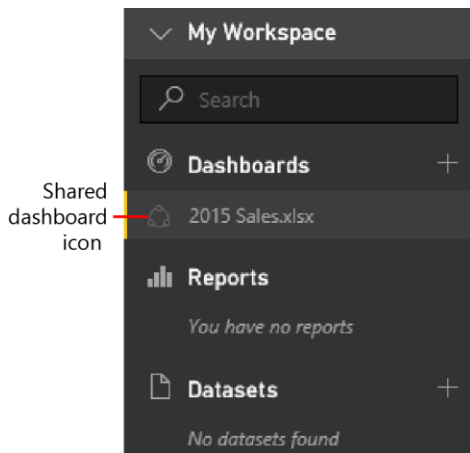 My Workspace
Search
Dashboards
Shared
dashboard
icon
2015 Sales.xlsx
Reports
You have no reports
Datasets
No datasets found